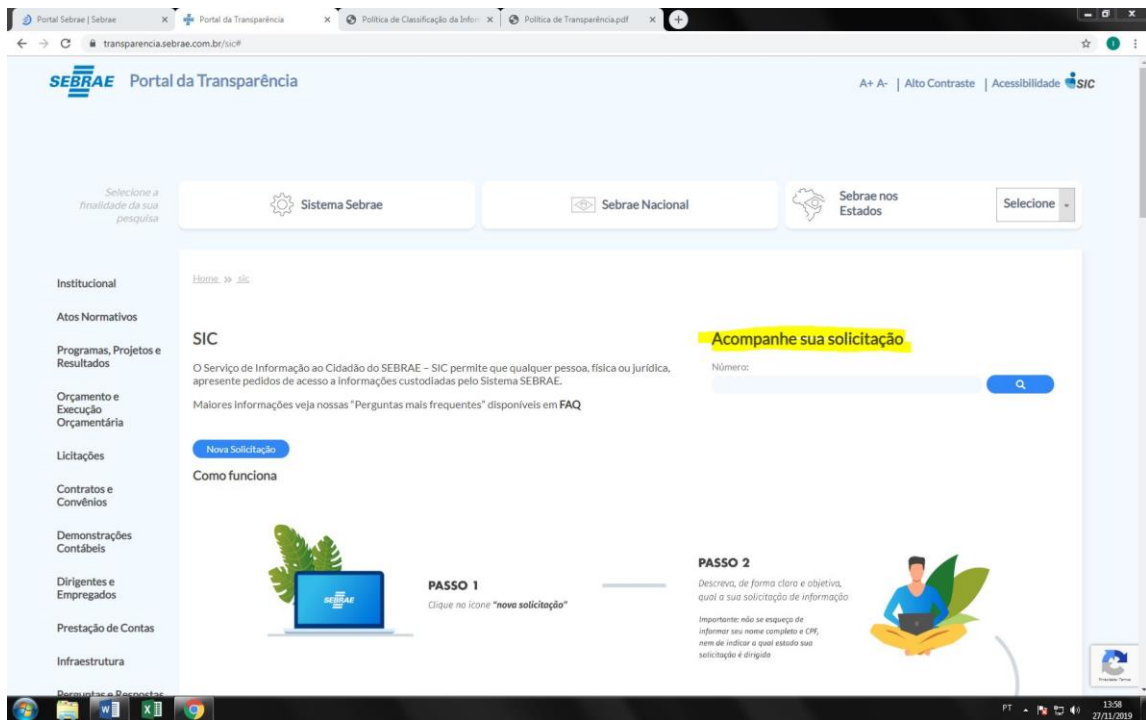 Portal Sebrae | Sebrae
Portal da Transparência
Política de Classificação da Infor
Política de Transparência.pdf
transparencia.sebrae.com.br/sic#
SEBRAE Portal da Transparência
A+ A- | Alto Contraste | Acessibilidade SIC
Selecione a
finalidade da sua
pesquisa
Sistema Sebrae
Sebrae Nacional
Sebrae nos
Estados
Selecione
Institucional
Atos Normativos
Programas, Projetos e
Resultados
Orçamento e
Execução
Orçamentária
Licitações
Contratos e
Convênios
Demonstrações
Contábeis
Dirigentes e
Empregados
Prestação de Contas
Infraestrutura
Perguntas e Respostas
Home >> sic
SIC
O Serviço de Informação ao Cidadão do SEBRAE – SIC permite que qualquer pessoa, física ou jurídica,
apresente pedidos de acesso a informações custodiadas pelo Sistema SEBRAE.
Maiores informações veja nossas "Perguntas mais frequentes" disponíveis em FAQ
Nova Solicitação
Acompanhe sua solicitação
Número:
Como funciona
SEBRAE
PASSO 1
Clique no ícone "nova solicitação"
PASSO 2
Descreva, de forma clara e objetiva,
qual a sua solicitação de informação
Importante: não se esqueça de
informar seu nome completo e CPF,
nem de indicar a qual estado sua
solicitação é dirigida
PT
13:58
27/11/2019